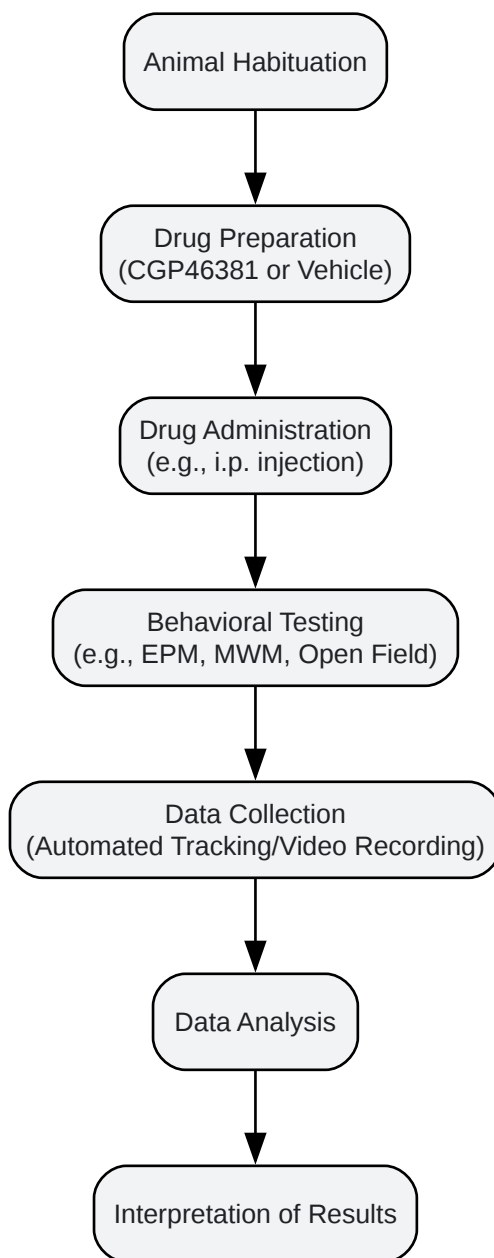 Animal Habituation
Drug Preparation
(CGP46381 or Vehicle)
Drug Administration
(e.g., i.p. injection)
Behavioral Testing
(e.g., EPM, MWM, Open Field)
Data Collection
(Automated Tracking/Video Recording)
Data Analysis
Interpretation of Results